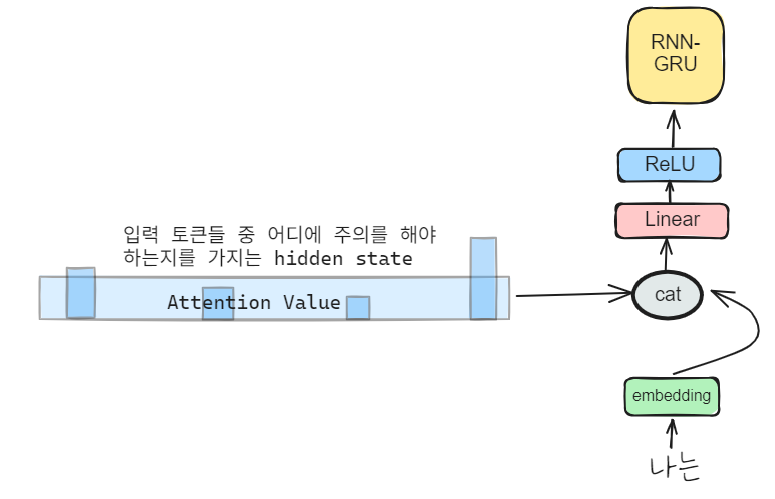 RNN-
GRU
ReLU
Linear
입력 토큰들 중 어디에 주의를 해야
하는지를 가지는 hidden state
Attention Value
cat
embedding
나는